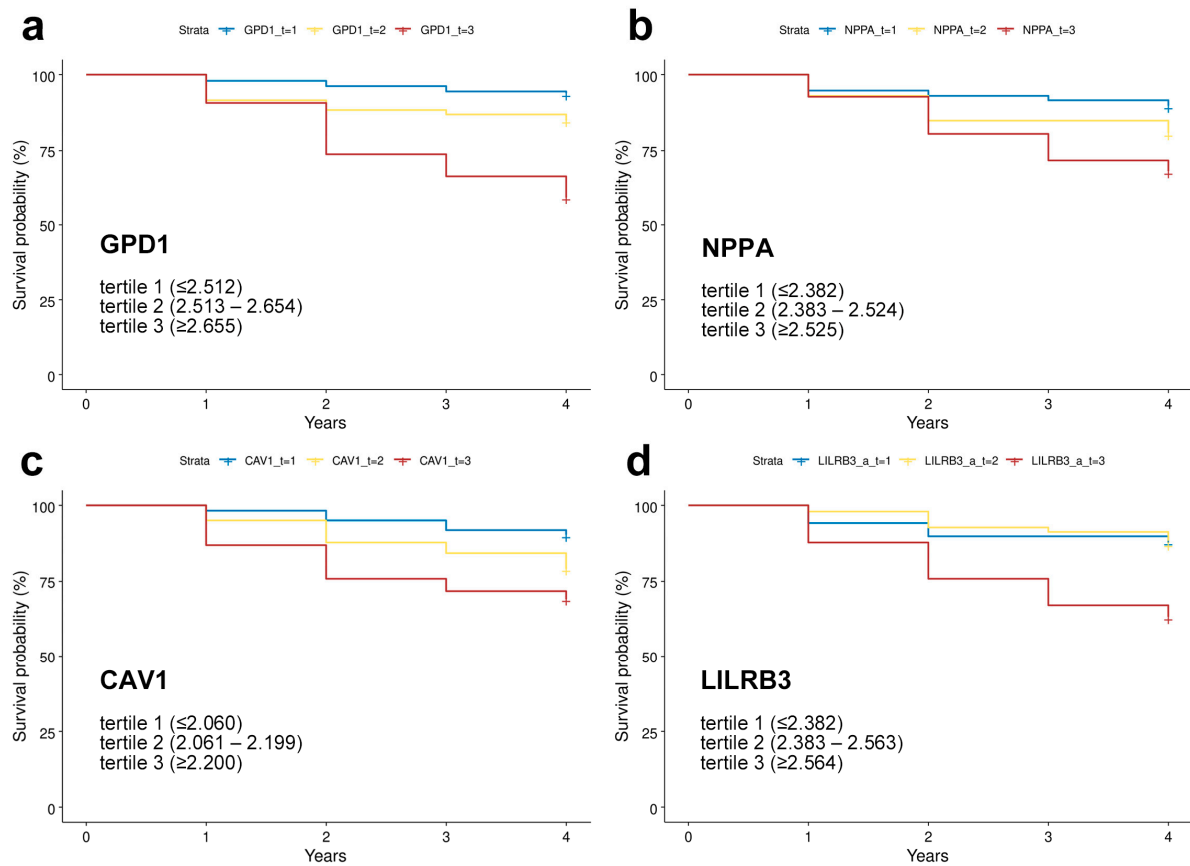 a
Strata GPD1_t=1 GPD1_t=2 GPD1_t=3
Survival probability (%)
100
75
50
25
0
GPD1
tertile 1 (≤2.512)
tertile 2 (2.513 – 2.654)
tertile 3 (≥2.655)
0 1 2 3 4
Years
b
Strata NPPA_t=1 NPPA_t=2 NPPA_t=3
Survival probability (%)
100
75
50
25
0
NPPA
tertile 1 (≤2.382)
tertile 2 (2.383 – 2.524)
tertile 3 (≥2.525)
0 1 2 3 4
Years
c
Strata CAV1_t=1 CAV1_t=2 CAV1_t=3
Survival probability (%)
100
75
50
25
0
CAV1
tertile 1 (≤2.060)
tertile 2 (2.061 – 2.199)
tertile 3 (≥2.200)
0 1 2 3 4
Years
d
Strata LILRB3_a_t=1 LILRB3_a_t=2 LILRB3_a_t=3
Survival probability (%)
100
75
50
25
0
LILRB3
tertile 1 (≤2.382)
tertile 2 (2.383 – 2.563)
tertile 3 (≥2.564)
0 1 2 3 4
Years